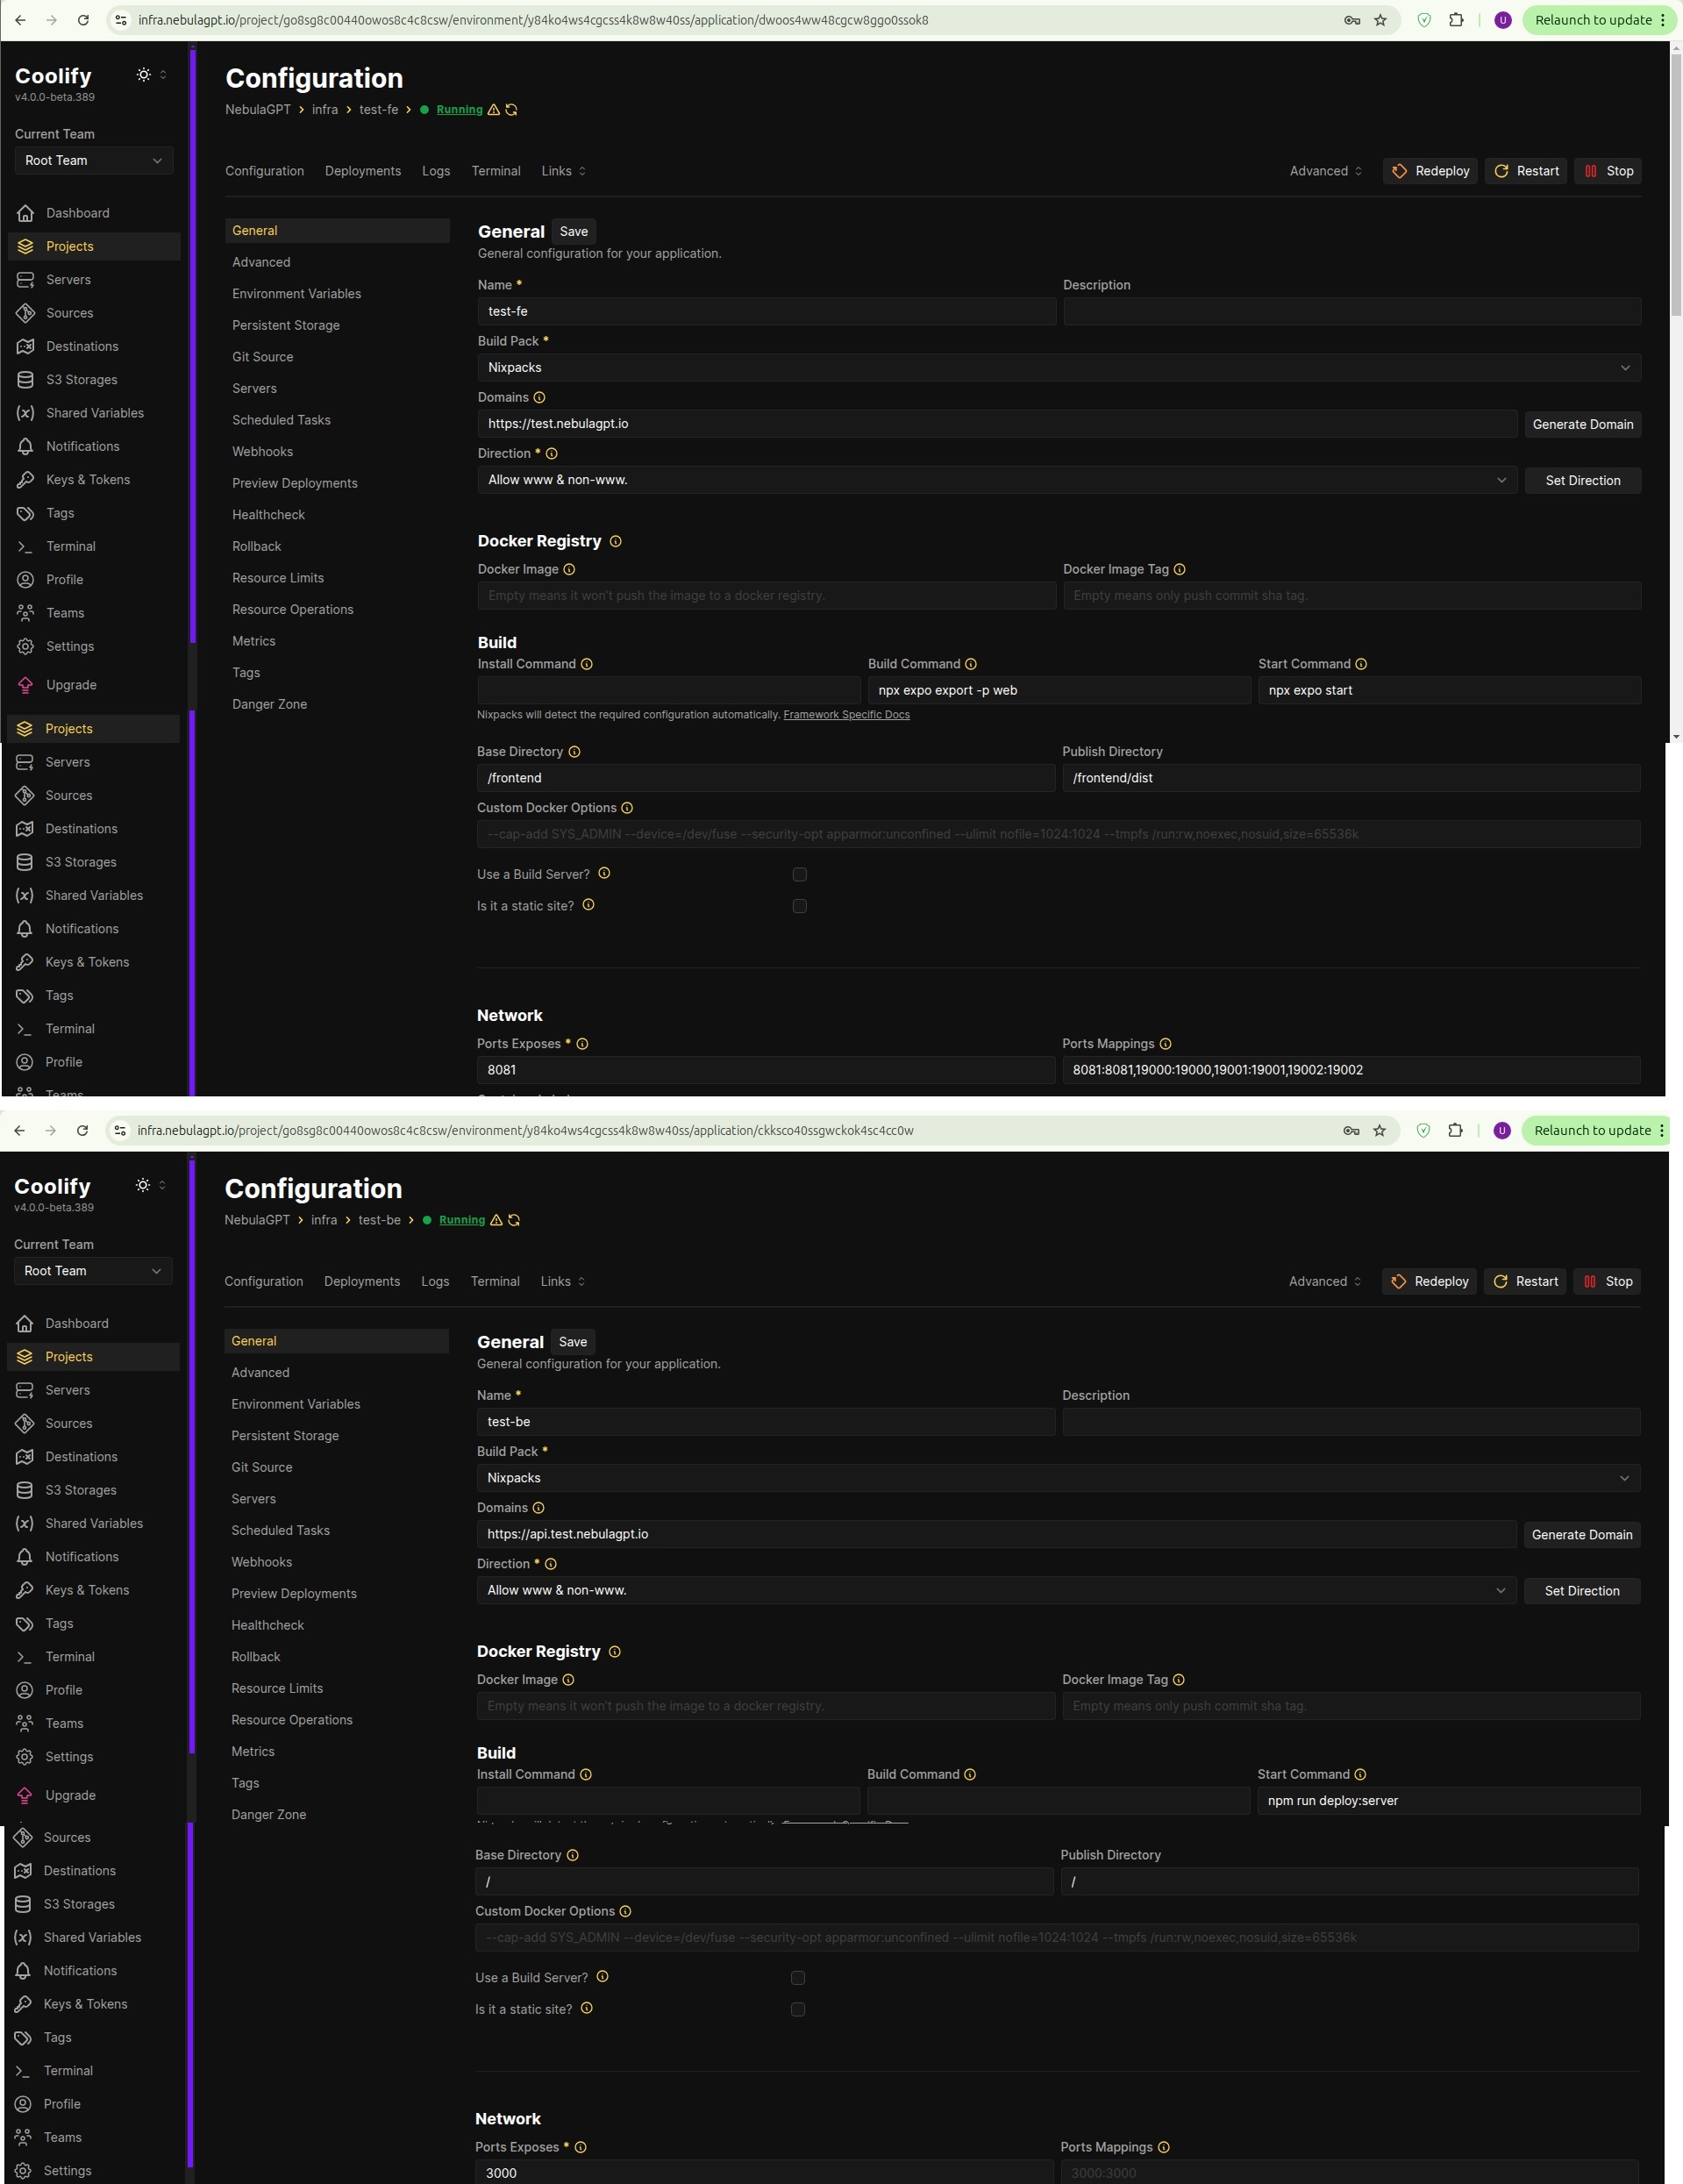 infra.nebulagpt.io/project/go8sg8c00440owos8c4c8csw/environment/y84ko4ws4cgcss4k8w8w40ss/application/dwoos4ww48cgcw8ggo0ssok8
U
Relaunch to update
Coolify
v4.0.0-beta.389
Current Team
Root Team
Dashboard
Projects
Servers
Sources
Destinations
S3 Storages
Shared Variables
Notifications
Keys & Tokens
Tags
Terminal
Profile
Teams
Settings
Upgrade
Projects
Servers
Sources
Destinations
S3 Storages
Shared Variables
Notifications
Keys & Tokens
Tags
Terminal
Profile
Teams
Configuration
NebulaGPT > infra > test-fe > Running
Configuration Deployments Logs Terminal Links
Advanced Redeploy Restart Stop
General
Advanced
Environment Variables
Persistent Storage
Git Source
Servers
Scheduled Tasks
Webhooks
Preview Deployments
Healthcheck
Rollback
Resource Limits
Resource Operations
Metrics
Tags
Danger Zone
General Save
General configuration for your application.
Name * Description
test-fe
Build Pack *
Nixpacks
Domains
https://test.nebulagpt.io Generate Domain
Direction *
Allow www & non-www. Set Direction
Docker Registry
Docker Image Docker Image Tag
Empty means it won't push the image to a docker registry. Empty means only push commit sha tag.
Build
Install Command Build Command Start Command
npx expo export -p web npx expo start
Nixpacks will detect the required configuration automatically. Framework Specific Docs
Base Directory Publish Directory
/frontend /frontend/dist
Custom Docker Options
--cap-add SYS_ADMIN --device=/dev/fuse --security-opt apparmor:unconfined --ulimit nofile=1024:1024 --tmpfs /run:rw,noexec,nosuid,size=65536k
Use a Build Server?
Is it a static site?
Network
Ports Exposes * Ports Mappings
8081 8081:8081,19000:19000,19001:19001,19002:19002
infra.nebulagpt.io/project/go8sg8c00440owos8c4c8csw/environment/y84ko4ws4cgcss4k8w8w40ss/application/ckksco40ssgwckok4sc4cc0w
U
Relaunch to update
Coolify
v4.0.0-beta.389
Current Team
Root Team
Dashboard
Projects
Servers
Sources
Destinations
S3 Storages
Shared Variables
Notifications
Keys & Tokens
Tags
Terminal
Profile
Teams
Settings
Upgrade
Sources
Destinations
S3 Storages
Shared Variables
Notifications
Keys & Tokens
Tags
Terminal
Profile
Teams
Settings
Configuration
NebulaGPT > infra > test-be > Running
Configuration Deployments Logs Terminal Links
Advanced Redeploy Restart Stop
General
Advanced
Environment Variables
Persistent Storage
Git Source
Servers
Scheduled Tasks
Webhooks
Preview Deployments
Healthcheck
Rollback
Resource Limits
Resource Operations
Metrics
Tags
Danger Zone
General Save
General configuration for your application.
Name * Description
test-be
Build Pack *
Nixpacks
Domains
https://api.test.nebulagpt.io Generate Domain
Direction *
Allow www & non-www. Set Direction
Docker Registry
Docker Image Docker Image Tag
Empty means it won't push the image to a docker registry. Empty means only push commit sha tag.
Build
Install Command Build Command Start Command
npm run deploy:server
Base Directory Publish Directory
/ /
Custom Docker Options
--cap-add SYS_ADMIN --device=/dev/fuse --security-opt apparmor:unconfined --ulimit nofile=1024:1024 --tmpfs /run:rw,noexec,nosuid,size=65536k
Use a Build Server?
Is it a static site?
Network
Ports Exposes * Ports Mappings
3000 3000:3000